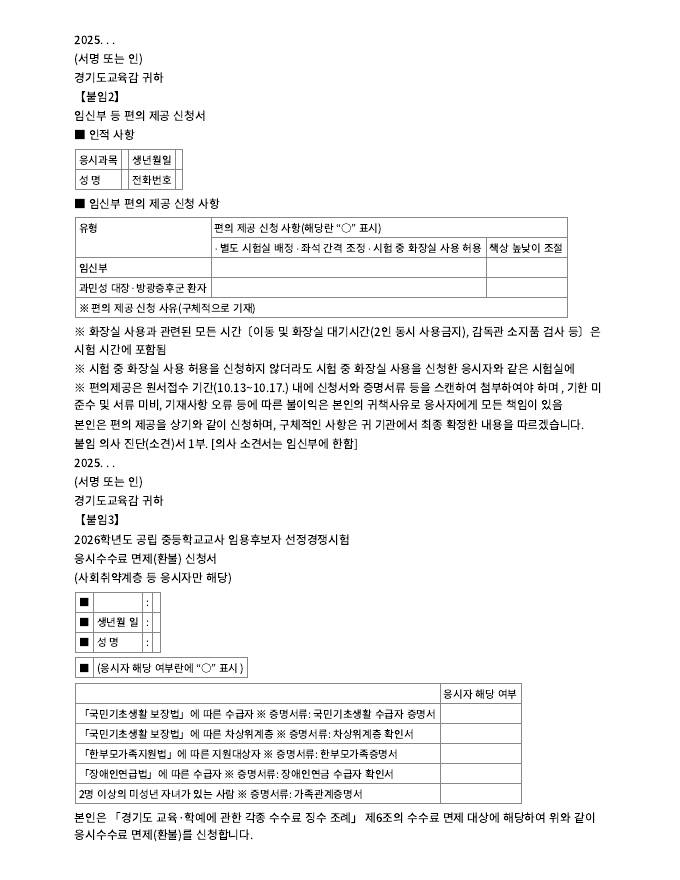 2025. . .
(서명 또는 인)
경기도교육감 귀하
【붙임2】
임신부 등 편의 제공 신청서
■ 인적 사항
응시과목 생년월일
성 명 전화번호
■ 임신부 편의 제공 신청 사항
유형 편의 제공 신청 사항(해당란 “○” 표시)
· 별도 시험실 배정 · 좌석 간격 조정 · 시험 중 화장실 사용 허용 책상 높낮이 조절
임신부
과민성 대장·방광증후군 환자
※ 편의 제공 신청 사유(구체적으로 기재)
※ 화장실 사용과 관련된 모든 시간〔이동 및 화장실 대기시간(2인 동시 사용금지), 감독관 소지품 검사 등〕은
시험 시간에 포함됨
※ 시험 중 화장실 사용 허용을 신청하지 않더라도 시험 중 화장실 사용을 신청한 응시자와 같은 시험실에
※ 편의제공은 원서접수 기간(10.13~10.17.) 내에 신청서와 증명서류 등을 스캔하여 첨부하여야 하며 , 기한 미
준수 및 서류 미비, 기재사항 오류 등에 따른 불이익은 본인의 귀책사유로 응시자에게 모든 책임이 있음
본인은 편의 제공을 상기와 같이 신청하며, 구체적인 사항은 귀 기관에서 최종 확정한 내용을 따르겠습니다.
붙임 의사 진단(소견)서 1부. [의사 소견서는 임신부에 한함]
2025. . .
(서명 또는 인)
경기도교육감 귀하
【붙임3】
2026학년도 공립 중등학교교사 임용후보자 선정경쟁시험
응시수수료 면제(환불) 신청서
(사회취약계층 등 응시자만 해당)
■ :
■ 생년월 일 :
■ 성 명 :
■ (응시자 해당 여부란에 “○” 표시 )
응시자 해당 여부
「국민기초생활 보장법」에 따른 수급자 ※ 증명서류: 국민기초생활 수급자 증명서
「국민기초생활 보장법」에 따른 차상위계층 ※ 증명서류: 차상위계층 확인서
「한부모가족지원법」에 따른 지원대상자 ※ 증명서류: 한부모가족증명서
「장애인연금법」에 따른 수급자 ※ 증명서류: 장애인연금 수급자 확인서
2명 이상의 미성년 자녀가 있는 사람 ※ 증명서류: 가족관계증명서
본인은 「경기도 교육·학예에 관한 각종 수수료 징수 조례」 제6조의 수수료 면제 대상에 해당하여 위와 같이
응시수수료 면제(환불)를 신청합니다.